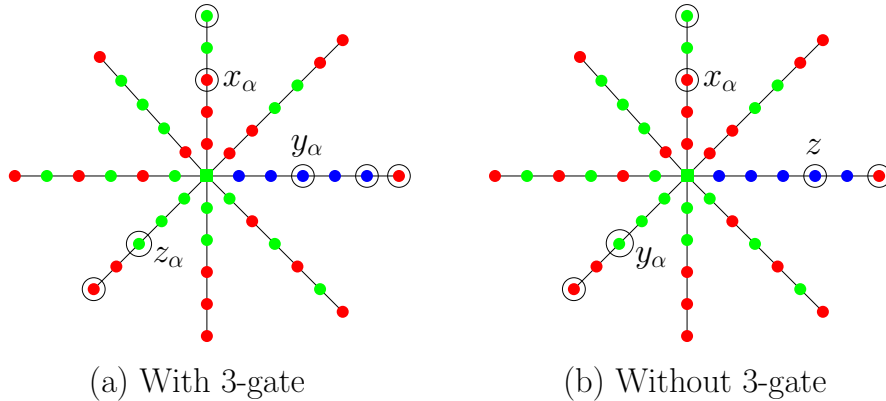 x_α
x_α
y_α
z
z_α
y_α
(a) With 3-gate
(b) Without 3-gate